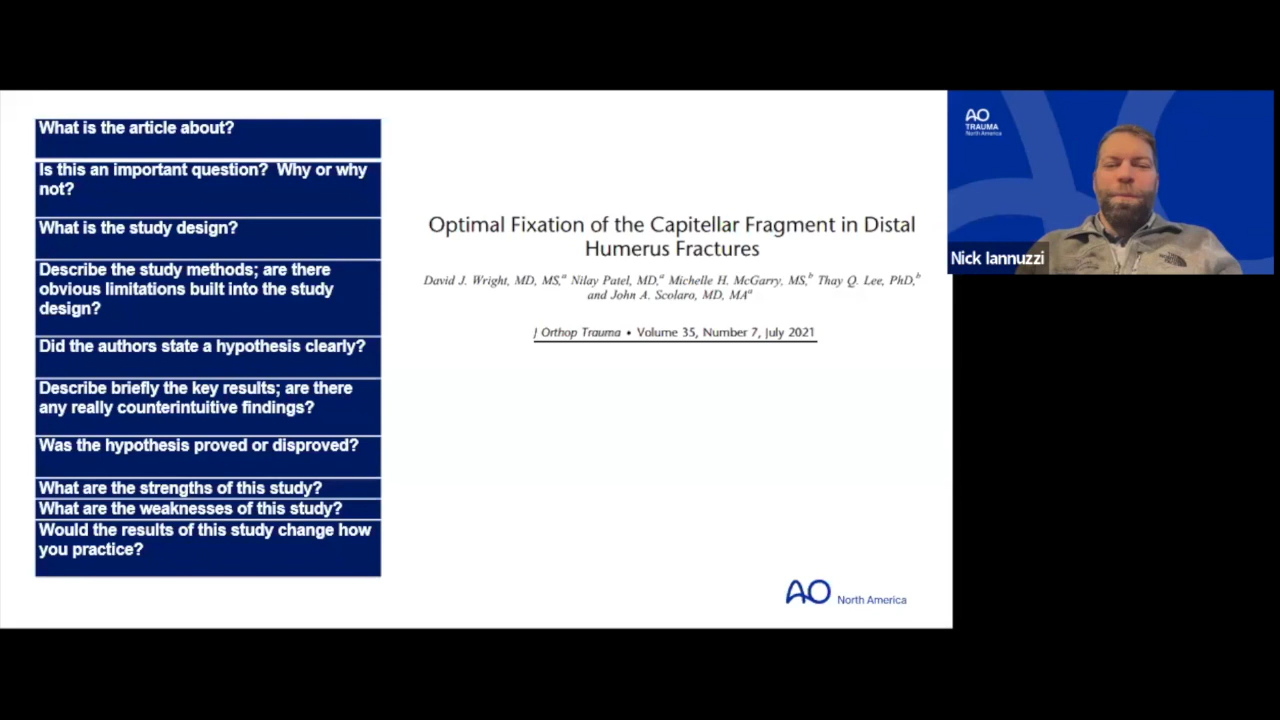 What is the article about?
Is this an important question?  Why or why
not?
What is the study design?
Describe the study methods; are there
obvious limitations built into the study
design?
Did the authors state a hypothesis clearly?
Describe briefly the key results; are there
any really counterintuitive findings?
Was the hypothesis proved or disproved?
What are the strengths of this study?
What are the weaknesses of this study?
Would the results of this study change how
you practice?
Optimal Fixation of the Capitellar Fragment in Distal
Humerus Fractures
David J. Wright, MD, MS,a Nilay Patel, MD,a Michelle H. McGarry, MS,b Thay Q. Lee, PhD,b
and John A. Scolaro, MD, MAa
J Orthop Trauma • Volume 35, Number 7, July 2021
AO North America
AO
TRAUMA
North America
Nick Iannuzzi